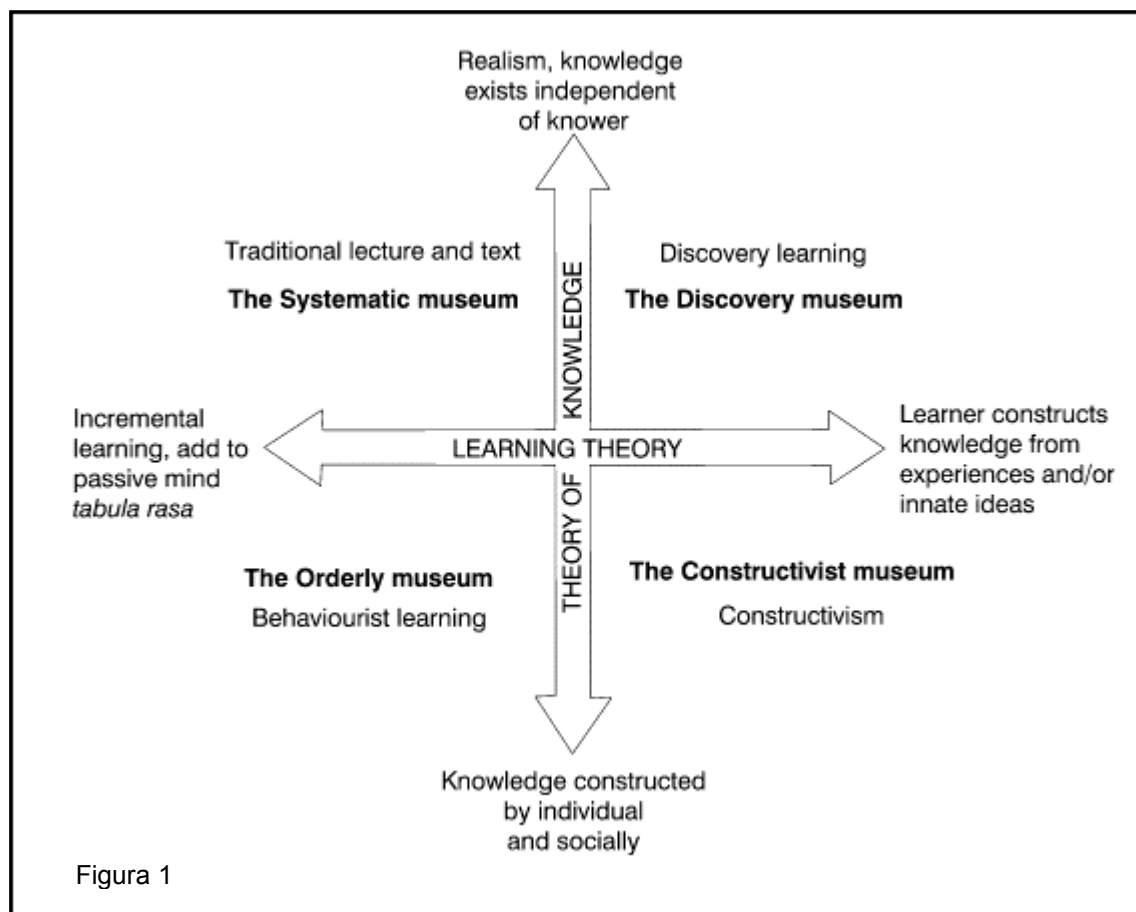 Realism, knowledge
exists independent
of knower
Traditional lecture and text
The Systematic museum
Discovery learning
The Discovery museum
THEORY OF KNOWLEDGE
Incremental
learning, add to
passive mind
tabula rasa
LEARNING THEORY
Learner constructs
knowledge from
experiences and/or
innate ideas
The Orderly museum
Behaviourist learning
The Constructivist museum
Constructivism
Knowledge constructed
by individual
and socially
Figura 1